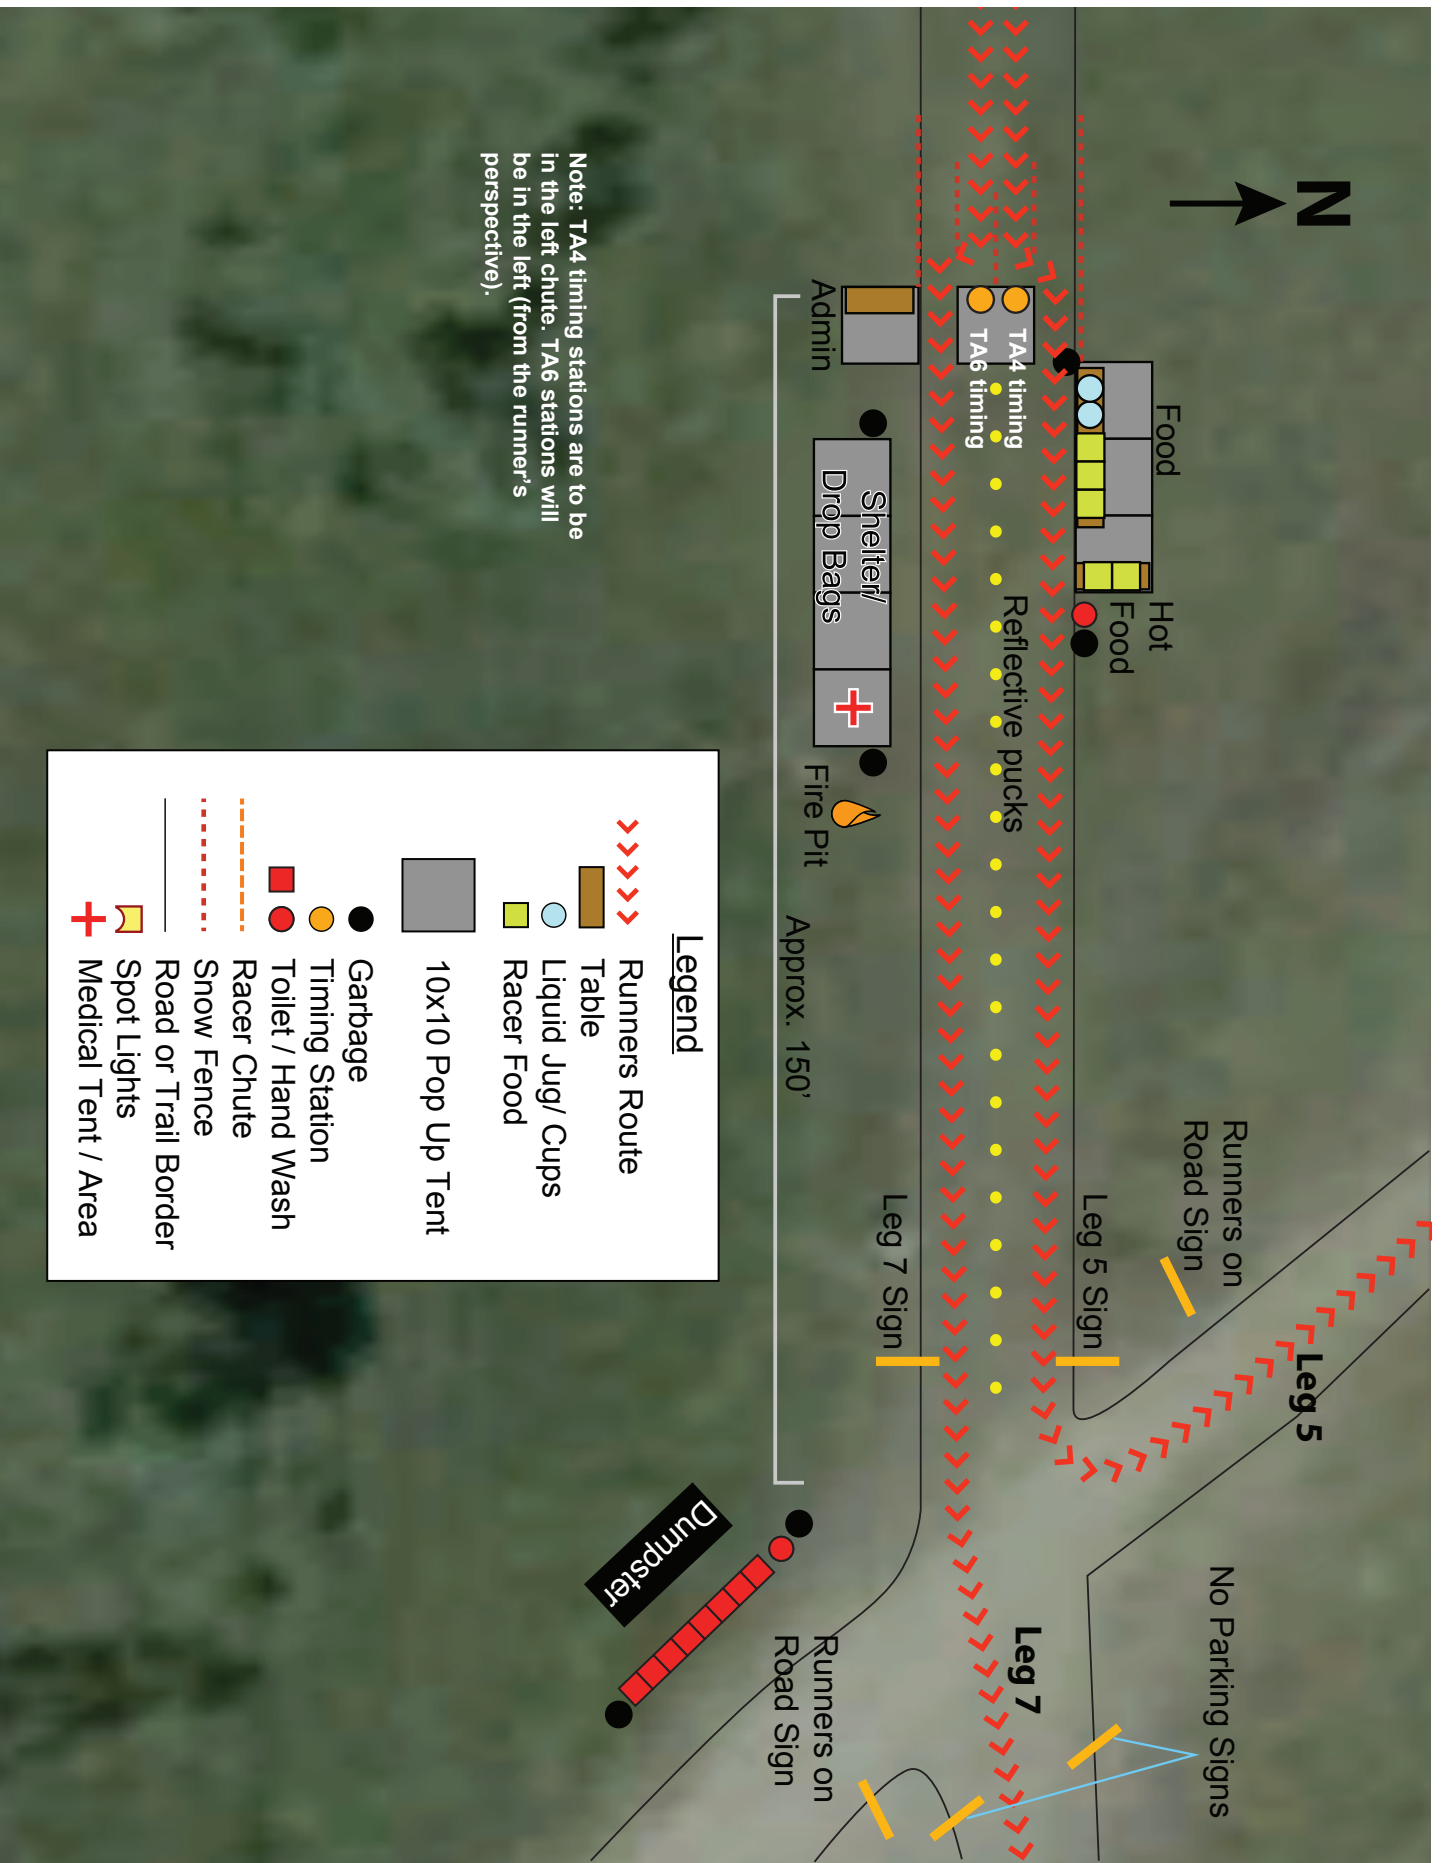 N
Note: TA4 timing stations are to be
in the left chute. TA6 stations will
be in the left (from the runner's
perspective).
Admin
TA4 timing
TA6 timing
Food
Hot
Food
Shelter/
Drop Bags
Reflective pucks
Fire Pit
Approx. 150'
Runners on
Road Sign
Leg 5 Sign
Leg 7 Sign
Leg 5
Dumpster
Leg 7
No Parking Signs
Runners on
Road Sign
Legend
Runners Route
Table
Liquid Jug/ Cups
Racer Food
10x10 Pop Up Tent
Garbage
Timing Station
Toilet / Hand Wash
Racer Chute
Snow Fence
Road or Trail Border
Spot Lights
Medical Tent / Area